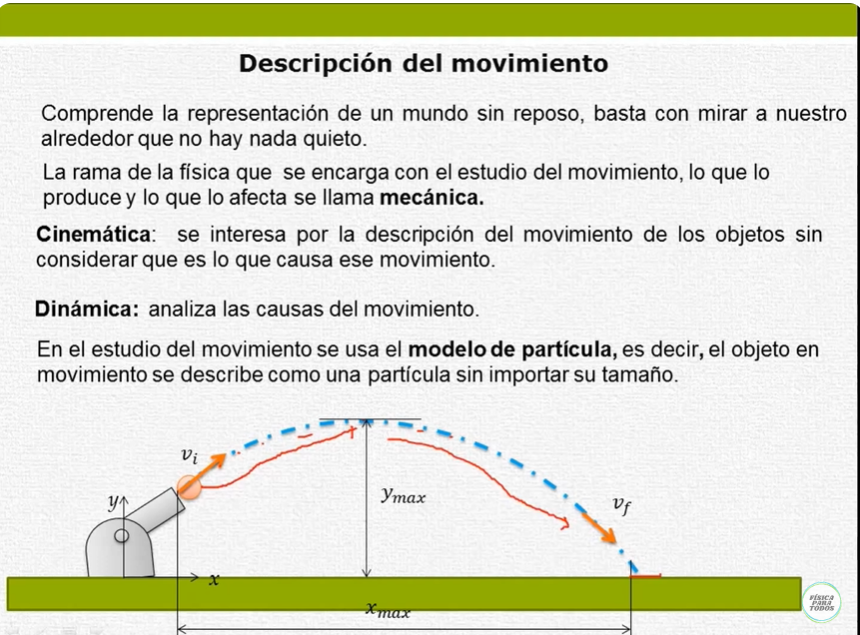 Descripción del movimiento
Comprende la representación de un mundo sin reposo, basta con mirar a nuestro
alrededor que no hay nada quieto.
La rama de la física que se encarga con el estudio del movimiento, lo que lo
produce y lo que lo afecta se llama mecánica.
Cinemática: se interesa por la descripción del movimiento de los objetos sin
considerar que es lo que causa ese movimiento.
Dinámica: analiza las causas del movimiento.
En el estudio del movimiento se usa el modelo de partícula, es decir, el objeto en
movimiento se describe como una partícula sin importar su tamaño.
v_i
y
y_max
v_f
x
x_max
FÍSICA
PARA
TODOS